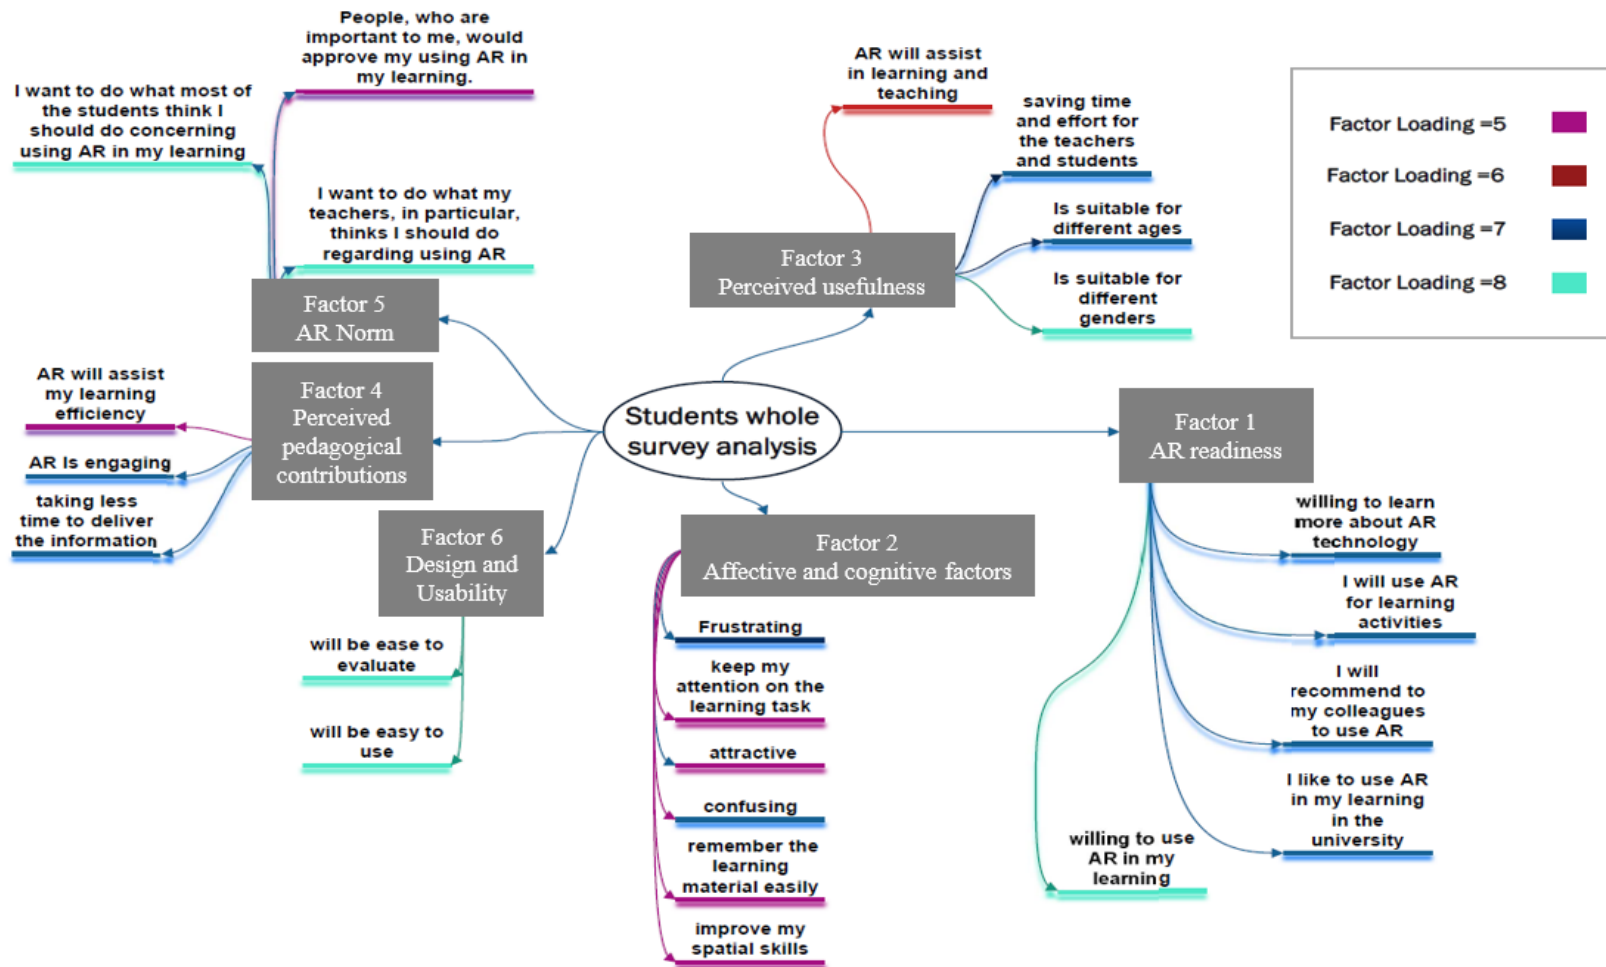 People, who are
important to me, would
approve my using AR in
my learning.
I want to do what most of
the students think I
should do concerning
using AR in my learning
I want to do what my
teachers, in particular,
thinks I should do
regarding using AR
Factor 5
AR Norm
AR will assist
my learning
efficiency
AR Is engaging
taking less
time to deliver
the information
Factor 4
Perceived
pedagogical
contributions
Factor 6
Design and
Usability
will be ease to
evaluate
will be easy to
use
Students whole
survey analysis
AR will assist
in learning and
teaching
saving time
and effort for
the teachers
and students
Is suitable for
different ages
Is suitable for
different
genders
Factor 3
Perceived usefulness
Factor 2
Affective and cognitive factors
Frustrating
keep my
attention on the
learning task
attractive
confusing
remember the
learning
material easily
improve my
spatial skills
Factor 1
AR readiness
willing to learn
more about AR
technology
I will use AR
for learning
activities
I will
recommend to
my colleagues
to use AR
I like to use AR
in my learning
in the
university
willing to use
AR in my
learning
Factor Loading =5
Factor Loading =6
Factor Loading =7
Factor Loading =8